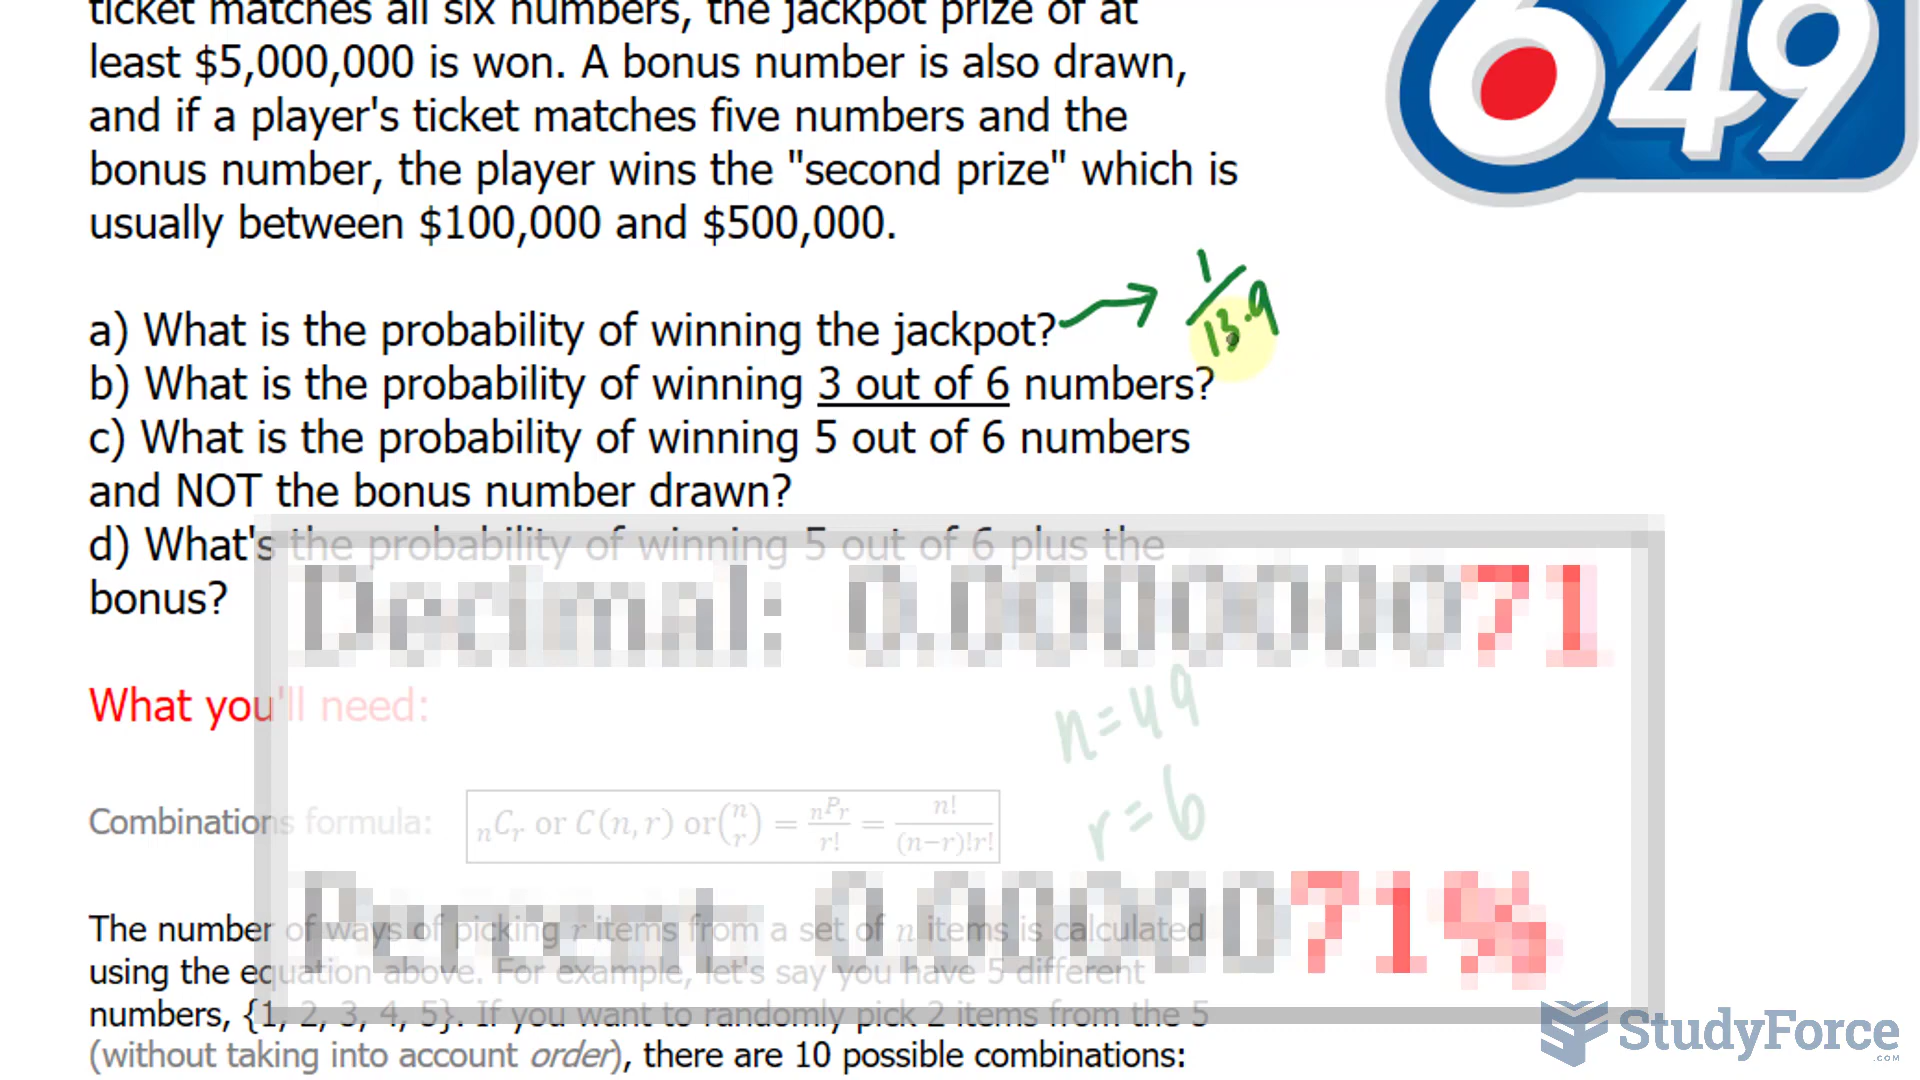 ticket matches all six numbers, the jackpot prize of at
least $5,000,000 is won. A bonus number is also drawn,
and if a player's ticket matches five numbers and the
bonus number, the player wins the "second prize" which is
usually between $100,000 and $500,000.
649
a) What is the probability of winning the jackpot?
1/13.9
b) What is the probability of winning 3 out of 6 numbers?
c) What is the probability of winning 5 out of 6 numbers
and NOT the bonus number drawn?
d) What's the probability of winning 5 out of 6 plus the
bonus?
Decimal: 0.000000071
What you'll need:
n=49
r=6
Combinations formula: nCr or C(n,r) or (n r) = nPr/r! = n!/(n−r)!r!
Percent: 0.0000071%
The number of ways of picking r items from a set of n items is calculated
using the equation above. For example, let's say you have 5 different
numbers, {1, 2, 3, 4, 5}. If you want to randomly pick 2 items from the 5
(without taking into account order), there are 10 possible combinations:
StudyForce
.COM